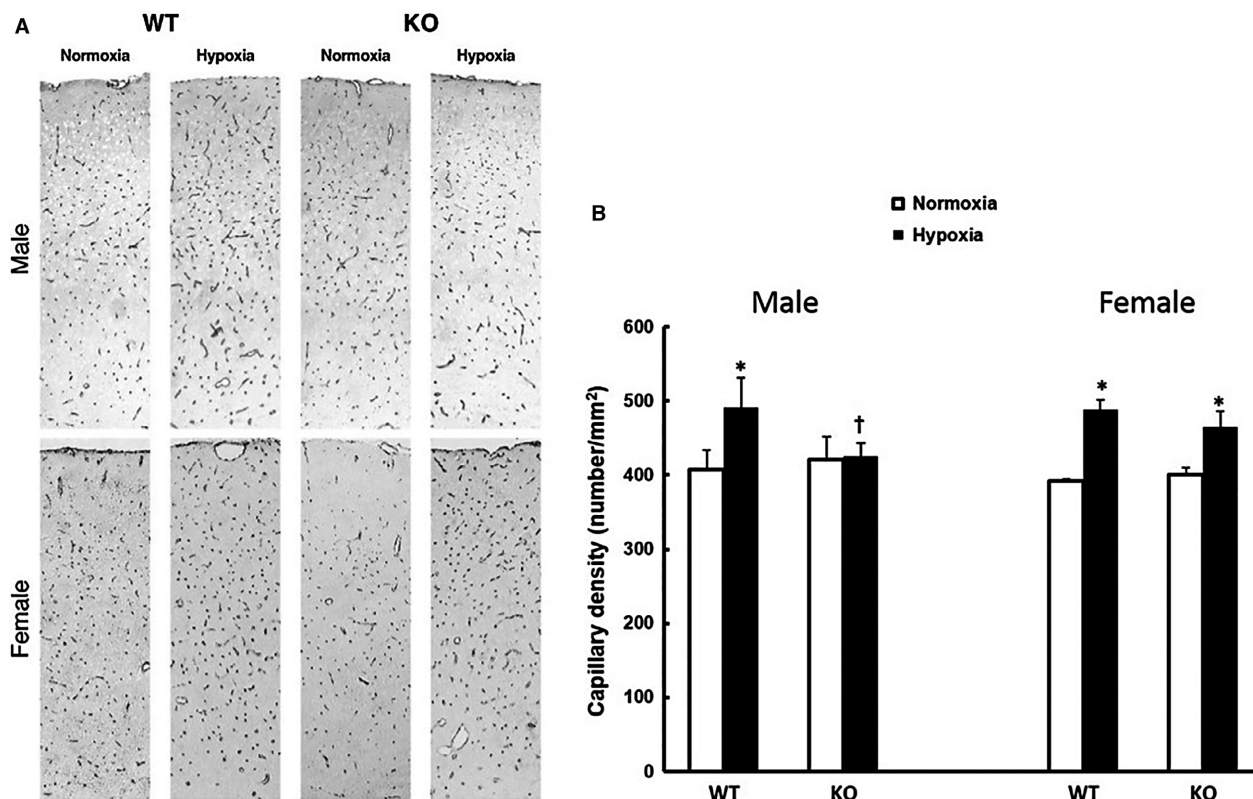 A
WT
KO
Normoxia
Hypoxia
Normoxia
Hypoxia
Male
Female
B
Normoxia
Hypoxia
Male
Female
Capillary density (number/mm²)
600
500
400
300
200
100
0
*
†
*
*
WT
KO
WT
KO